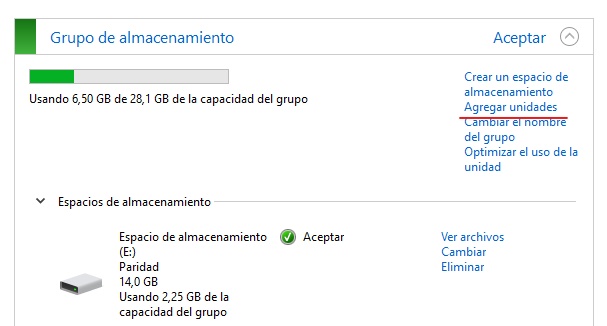 Grupo de almacenamiento
Aceptar
Usando 6,50 GB de 28,1 GB de la capacidad del grupo
Crear un espacio de
almacenamiento
Agregar unidades
Cambiar el nombre
del grupo
Optimizar el uso de la
unidad
Espacios de almacenamiento
Espacio de almacenamiento
(E:)
Paridad
14,0 GB
Usando 2,25 GB de la
capacidad del grupo
Aceptar
Ver archivos
Cambiar
Eliminar